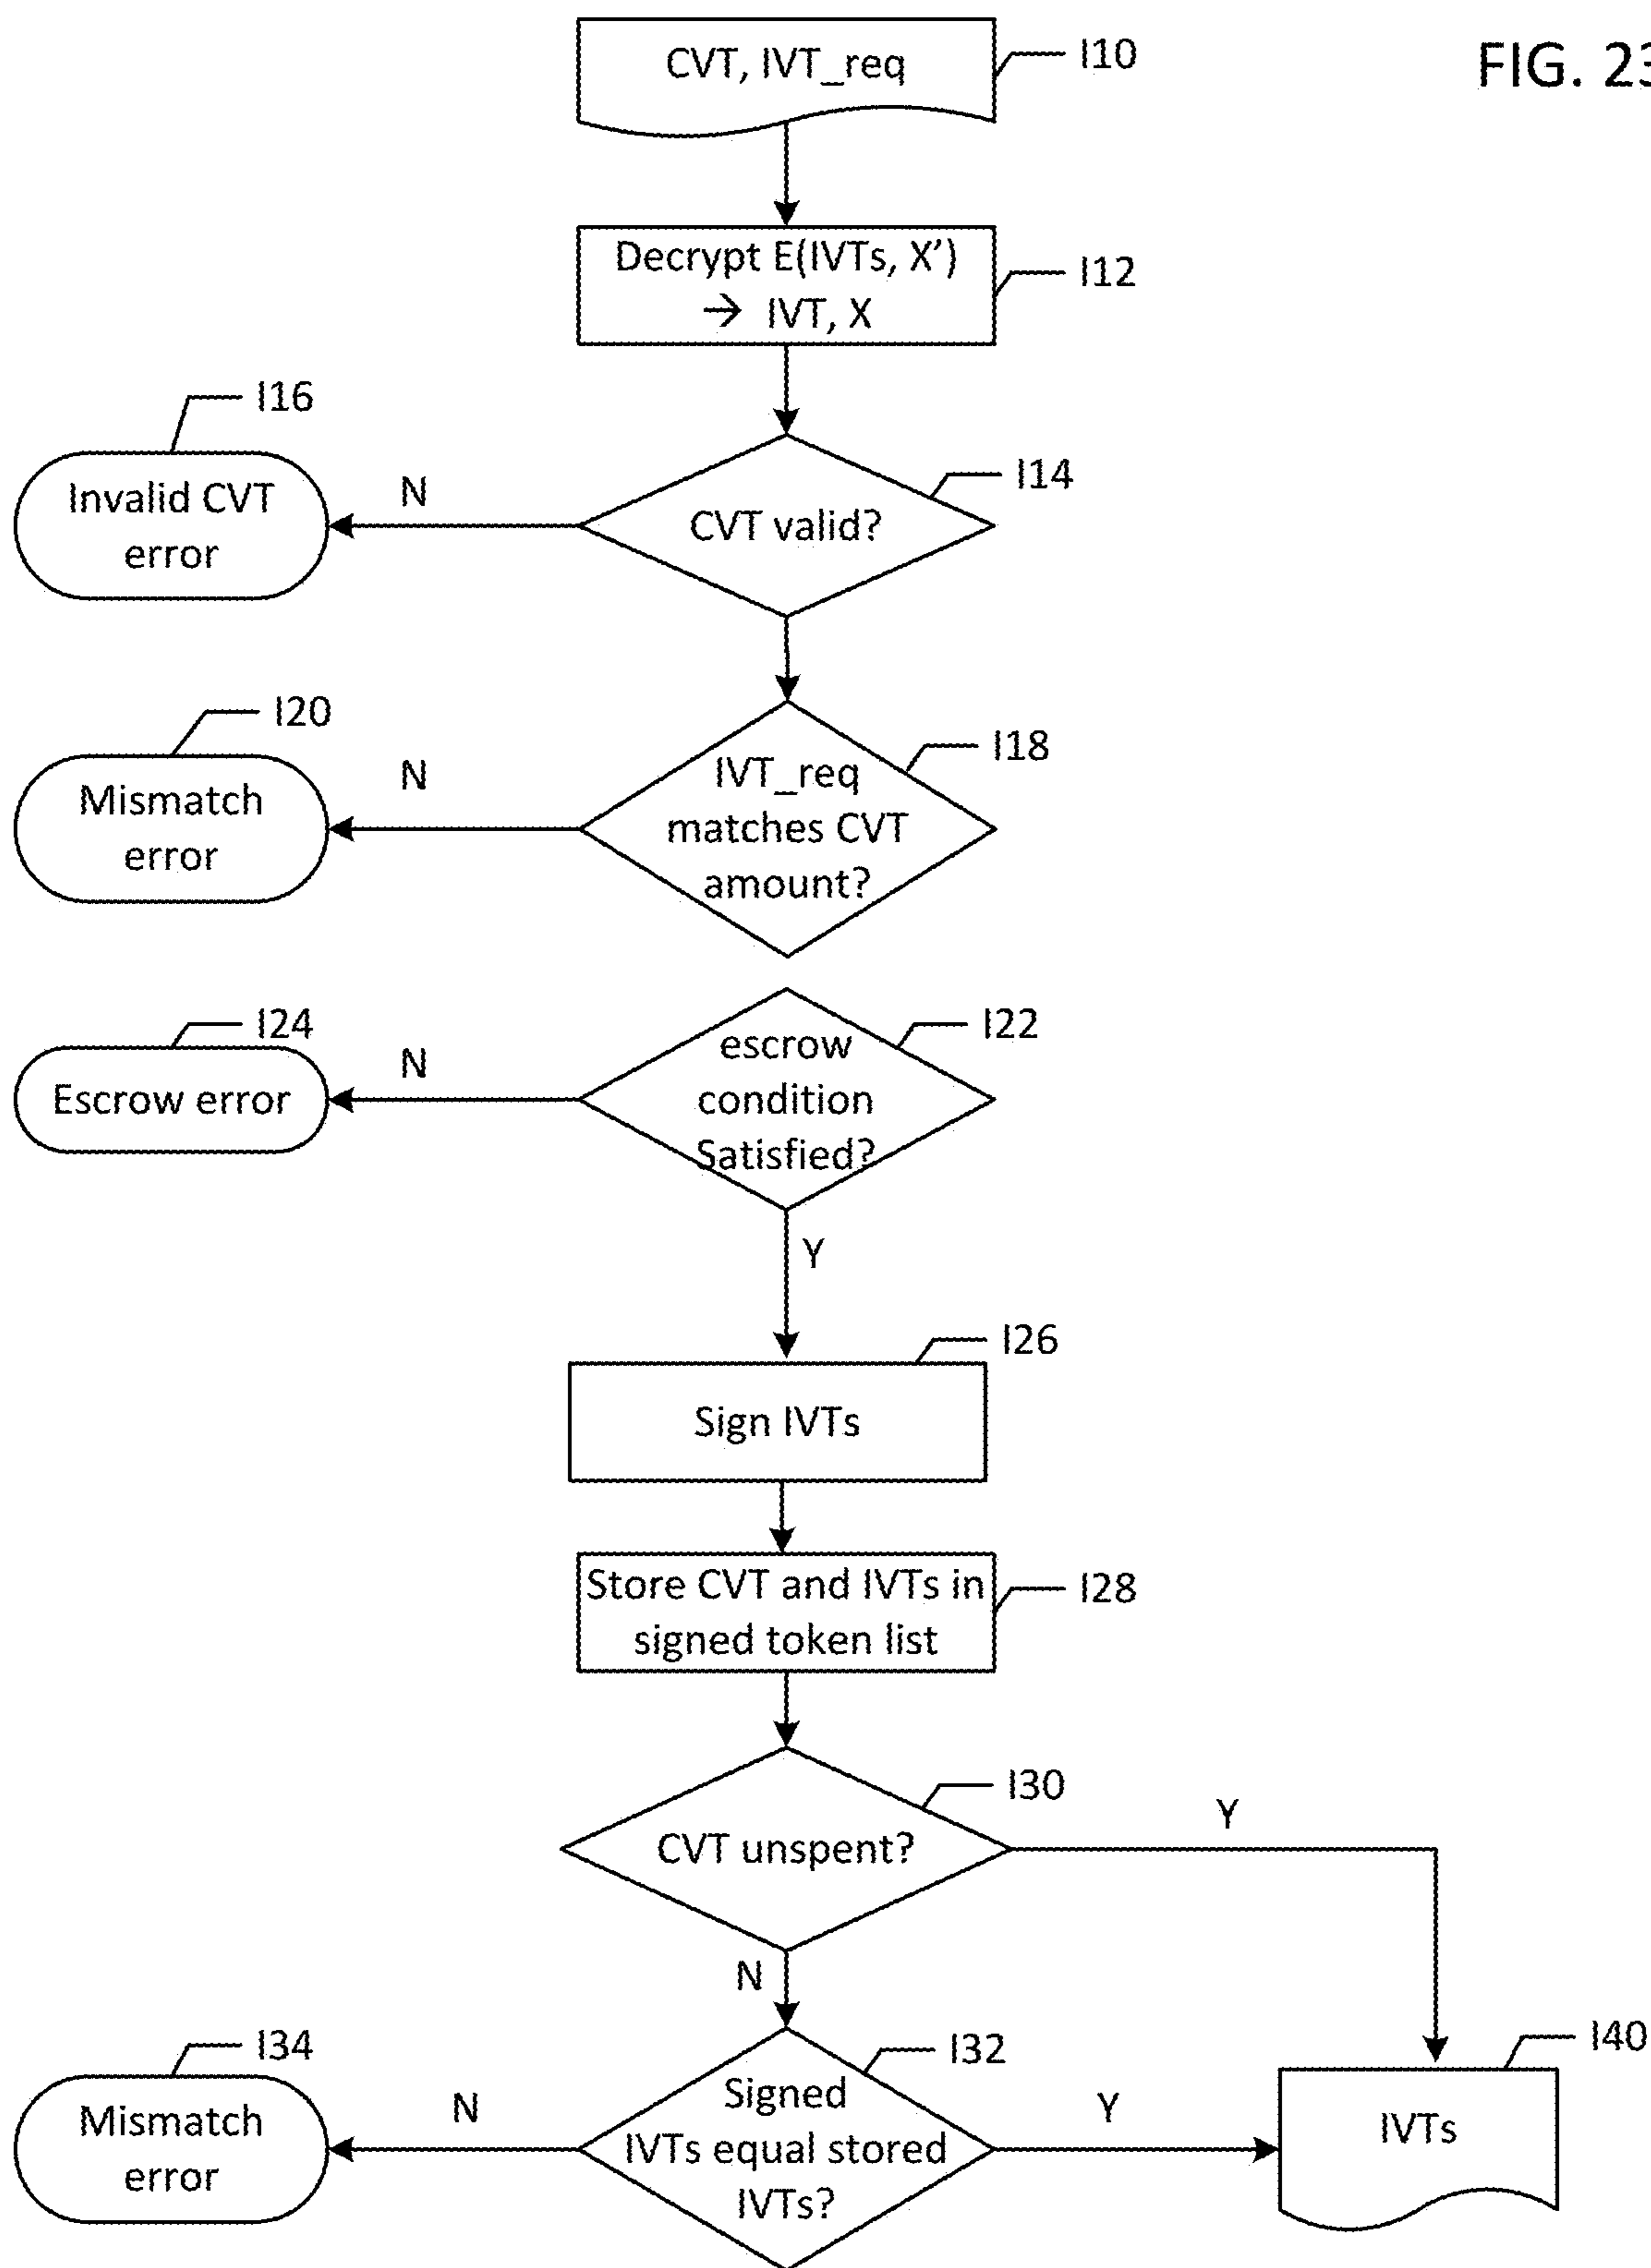 FIG. 23
CVT, IVT_req
I10
Decrypt E(IVTs, X’)
→ IVT, X
I12
I16
Invalid CVT
error
N
CVT valid?
I14
I20
Mismatch
error
N
IVT_req
matches CVT
amount?
I18
I24
Escrow error
N
escrow
condition
Satisfied?
I22
Y
Sign IVTs
I26
Store CVT and IVTs in
signed token list
I28
CVT unspent?
I30
Y
N
I34
Mismatch
error
N
Signed
IVTs equal stored
IVTs?
I32
Y
IVTs
I40